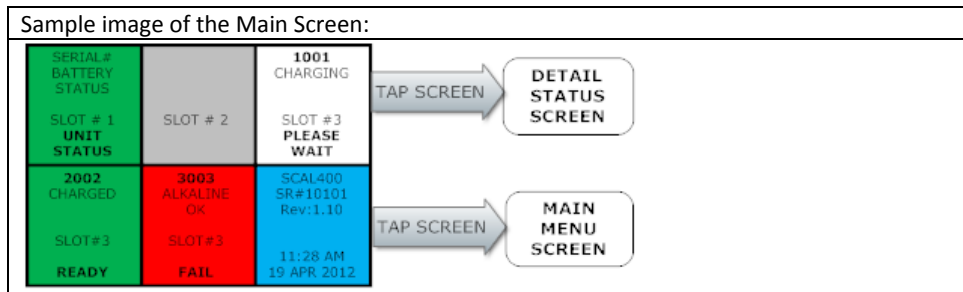 Sample image of the Main Screen:
SERIAL#
BATTERY
STATUS
SLOT # 1
UNIT
STATUS
SLOT # 2
1001
CHARGING
SLOT #3
PLEASE
WAIT
TAP SCREEN
DETAIL
STATUS
SCREEN
2002
CHARGED
SLOT#3
READY
3003
ALKALINE
OK
SLOT#3
FAIL
SCAL400
SR#10101
Rev:1.10
11:28 AM
19 APR 2012
TAP SCREEN
MAIN
MENU
SCREEN